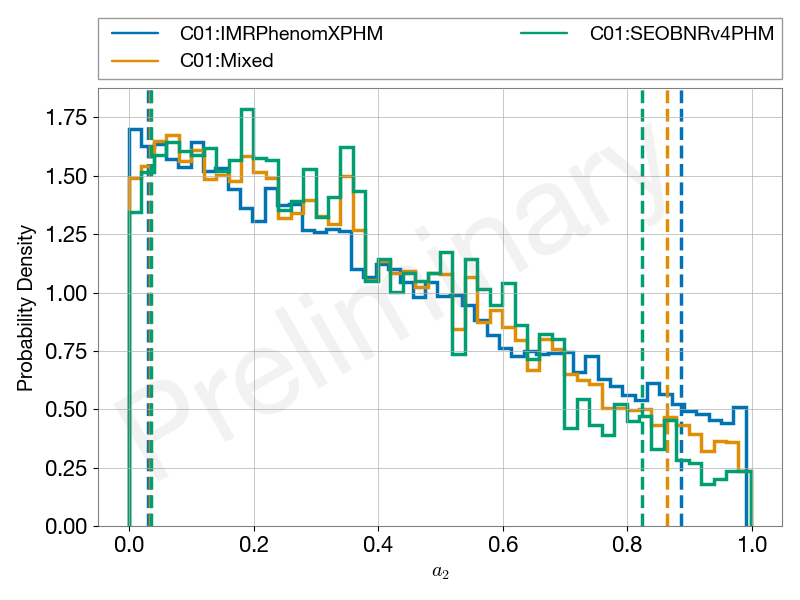 C01:IMRPhenomXPHM
C01:Mixed
C01:SEOBNRv4PHM
Preliminary
Probability Density
1.75
1.50
1.25
1.00
0.75
0.50
0.25
0.00
0.0 0.2 0.4 0.6 0.8 1.0
a₂